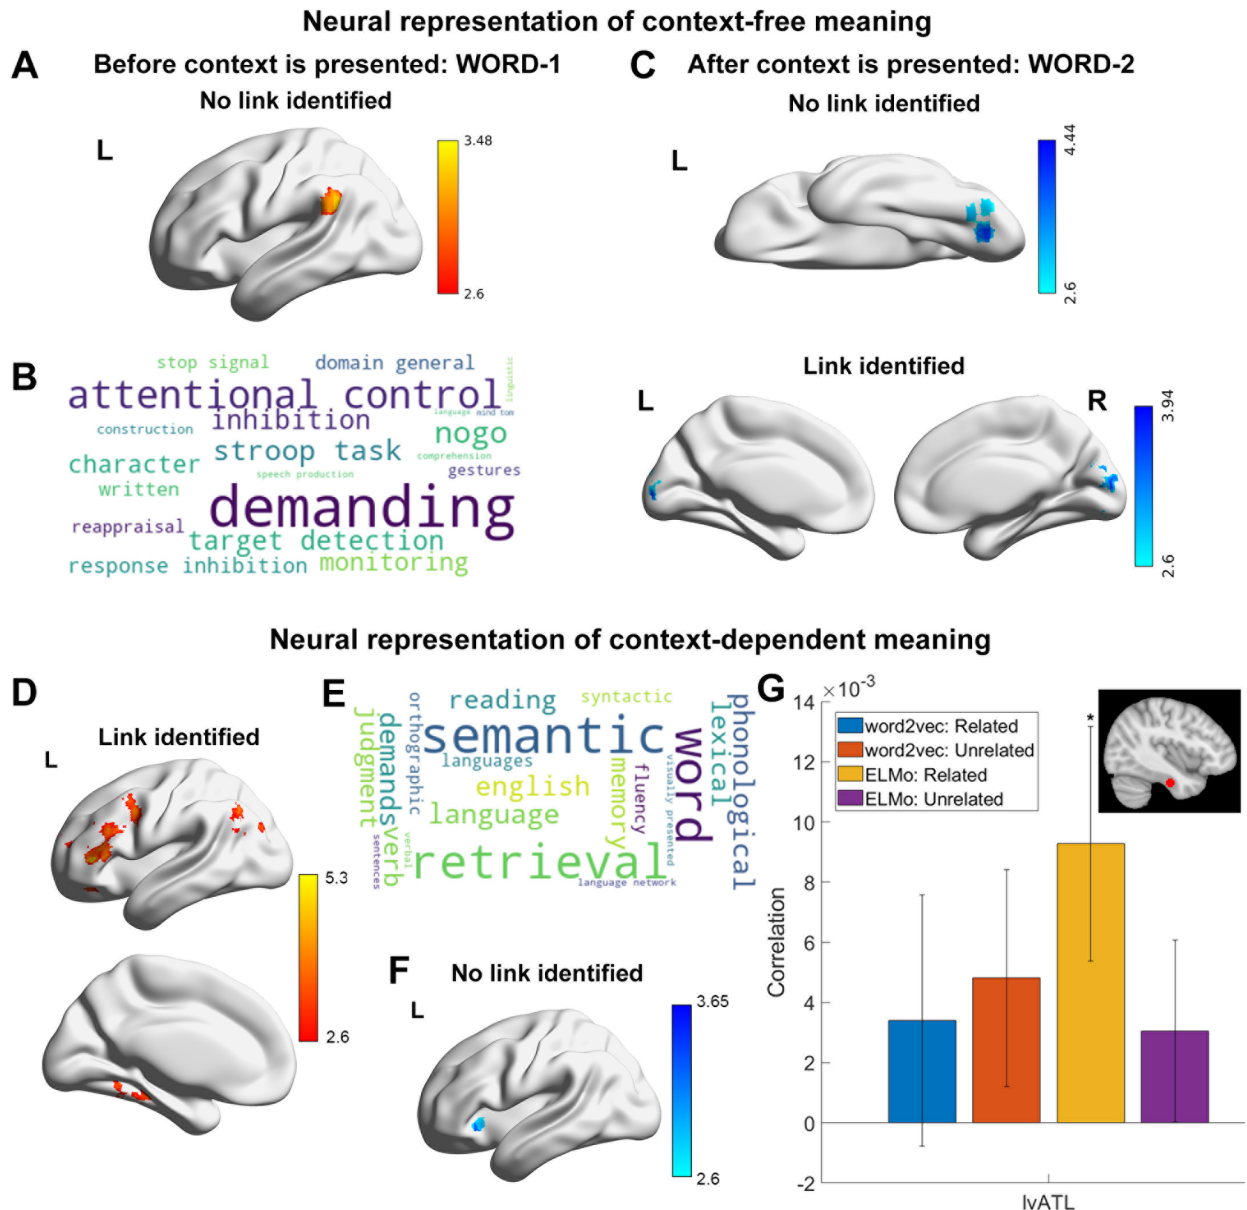 Neural representation of context-free meaning
A Before context is presented: WORD-1
No link identified
L
3.48
2.6
C After context is presented: WORD-2
No link identified
L
4.44
2.6
B
stop signal
domain general
linguistic
attentional control
language
mind tom
inhibition
construction
nogo
stroop task
comprehension
character
gestures
speech production
written
demanding
reappraisal
target detection
response inhibition
monitoring
Link identified
L
R
3.94
2.6
Neural representation of context-dependent meaning
D
Link identified
L
5.3
2.6
E
reading
syntactic
orthographic
judgment
demands
semantic
languages
word
lexical
phonological
visually presented
english
memory
fluency
language
verb
verbal
sentences
retrieval
language network
F
No link identified
L
3.65
2.6
G
×10-3
word2vec: Related
word2vec: Unrelated
ELMo: Related
ELMo: Unrelated
*
14
12
10
8
6
4
2
0
-2
Correlation
lvATL